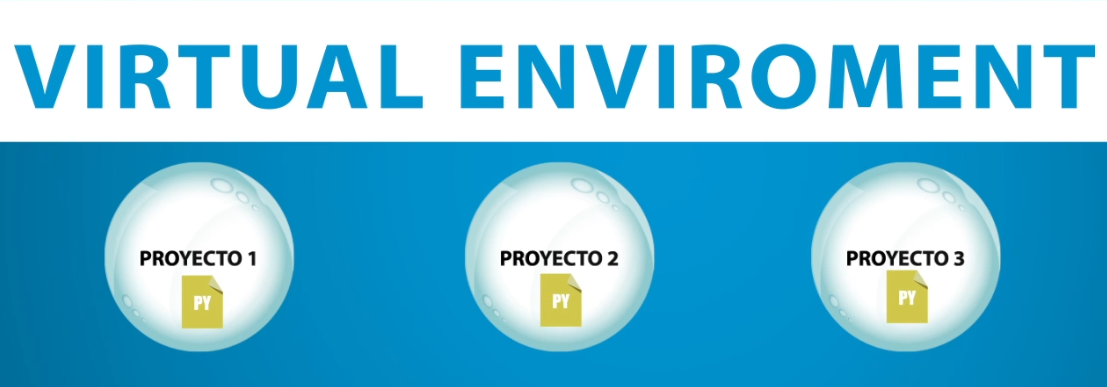 VIRTUAL ENVIROMENT
PROYECTO 1
PROYECTO 2
PROYECTO 3
PY
PY
PY